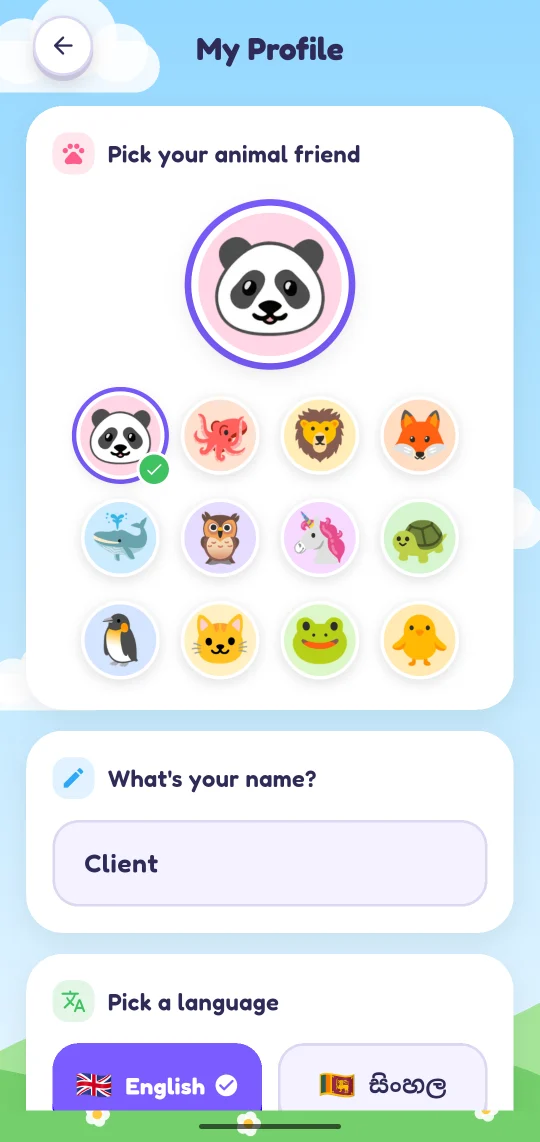 My Profile
Pick your animal friend
What's your name?
Client
Pick a language
English
සිංහල